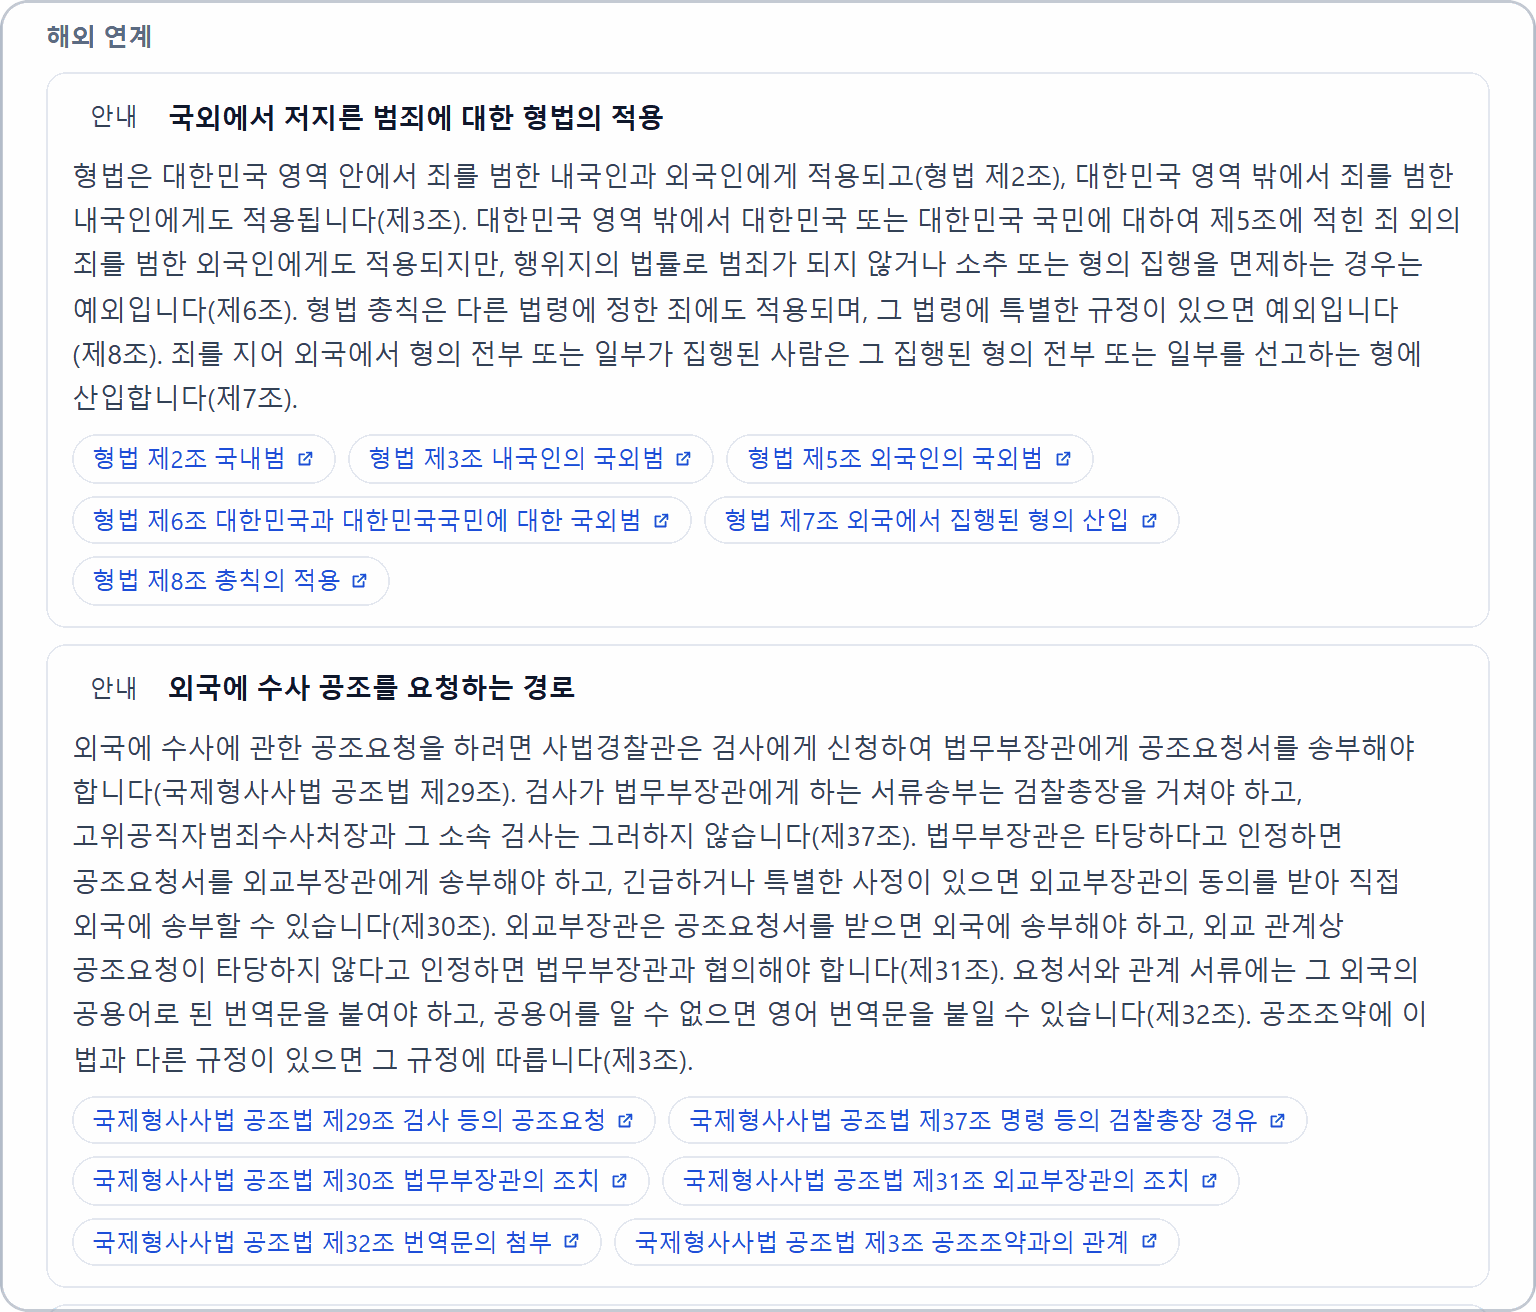 해외 연계
안내 국외에서 저지른 범죄에 대한 형법의 적용
형법은 대한민국 영역 안에서 죄를 범한 내국인과 외국인에게 적용되고(형법 제2조), 대한민국 영역 밖에서 죄를 범한
내국인에게도 적용됩니다(제3조). 대한민국 영역 밖에서 대한민국 또는 대한민국 국민에 대하여 제5조에 적힌 죄 외의
죄를 범한 외국인에게도 적용되지만, 행위지의 법률로 범죄가 되지 않거나 소추 또는 형의 집행을 면제하는 경우는
예외입니다(제6조). 형법 총칙은 다른 법령에 정한 죄에도 적용되며, 그 법령에 특별한 규정이 있으면 예외입니다
(제8조). 죄를 지어 외국에서 형의 전부 또는 일부가 집행된 사람은 그 집행된 형의 전부 또는 일부를 선고하는 형에
산입합니다(제7조).
형법 제2조 국내범 형법 제3조 내국인의 국외범 형법 제5조 외국인의 국외범
형법 제6조 대한민국과 대한민국국민에 대한 국외범 형법 제7조 외국에서 집행된 형의 산입
형법 제8조 총칙의 적용
안내 외국에 수사 공조를 요청하는 경로
외국에 수사에 관한 공조요청을 하려면 사법경찰관은 검사에게 신청하여 법무부장관에게 공조요청서를 송부해야
합니다(국제형사사법 공조법 제29조). 검사가 법무부장관에게 하는 서류송부는 검찰총장을 거쳐야 하고,
고위공직자범죄수사처장과 그 소속 검사는 그러하지 않습니다(제37조). 법무부장관은 타당하다고 인정하면
공조요청서를 외교부장관에게 송부해야 하고, 긴급하거나 특별한 사정이 있으면 외교부장관의 동의를 받아 직접
외국에 송부할 수 있습니다(제30조). 외교부장관은 공조요청서를 받으면 외국에 송부해야 하고, 외교 관계상
공조요청이 타당하지 않다고 인정하면 법무부장관과 협의해야 합니다(제31조). 요청서와 관계 서류에는 그 외국의
공용어로 된 번역문을 붙여야 하고, 공용어를 알 수 없으면 영어 번역문을 붙일 수 있습니다(제32조). 공조조약에 이
법과 다른 규정이 있으면 그 규정에 따릅니다(제3조).
국제형사사법 공조법 제29조 검사 등의 공조요청 국제형사사법 공조법 제37조 명령 등의 검찰총장 경유
국제형사사법 공조법 제30조 법무부장관의 조치 국제형사사법 공조법 제31조 외교부장관의 조치
국제형사사법 공조법 제32조 번역문의 첨부 국제형사사법 공조법 제3조 공조조약과의 관계